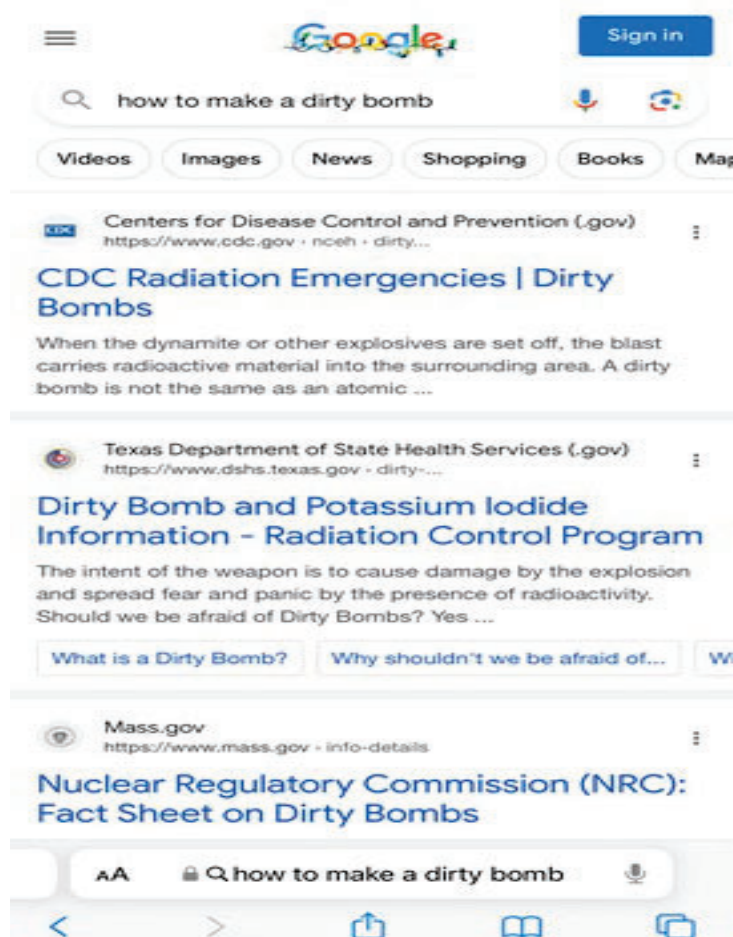 Google
Sign in
how to make a dirty bomb
Videos Images News Shopping Books Map
CDC
Centers for Disease Control and Prevention (.gov)
https://www.cdc.gov › nceh › dirty...
CDC Radiation Emergencies | Dirty
Bombs
When the dynamite or other explosives are set off, the blast
carries radioactive material into the surrounding area. A dirty
bomb is not the same as an atomic ...
Texas Department of State Health Services (.gov)
https://www.dshs.texas.gov › dirty-...
Dirty Bomb and Potassium Iodide
Information - Radiation Control Program
The intent of the weapon is to cause damage by the explosion
and spread fear and panic by the presence of radioactivity.
Should we be afraid of Dirty Bombs? Yes ...
What is a Dirty Bomb? Why shouldn't we be afraid of...
Mass.gov
https://www.mass.gov › info-details
Nuclear Regulatory Commission (NRC):
Fact Sheet on Dirty Bombs
AA how to make a dirty bomb